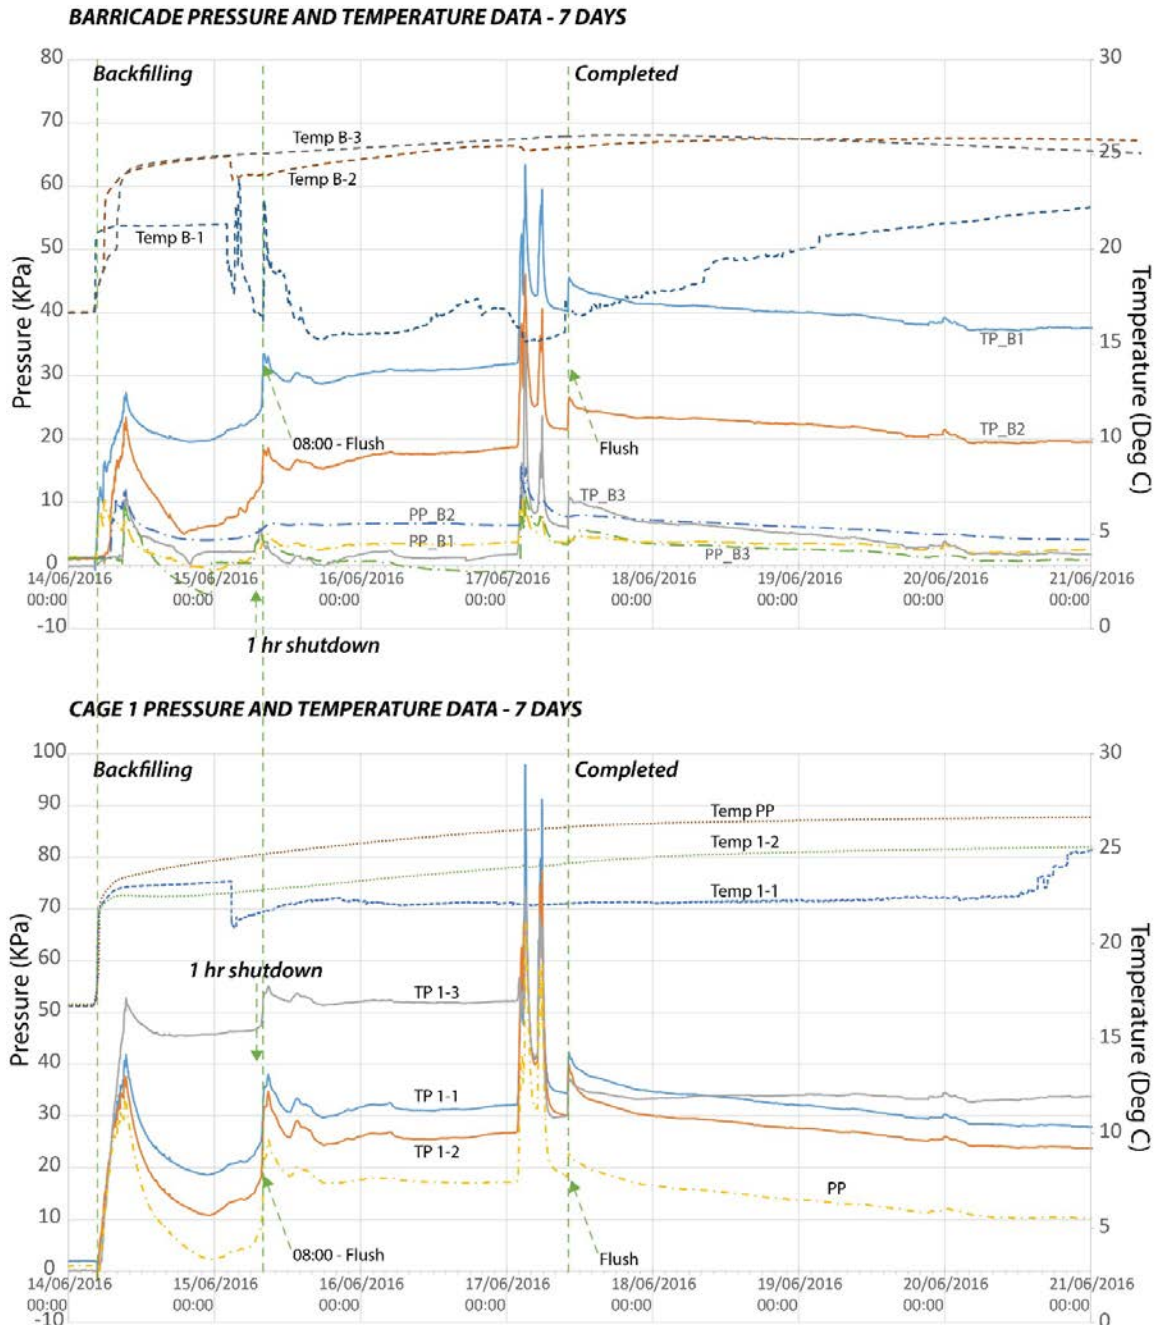 BARRICADE PRESSURE AND TEMPERATURE DATA - 7 DAYS
80
30
Backfilling
Completed
70
Temp B-3
25
60
Temp B-2
Temp B-1
50
20
Pressure (KPa)
Temperature (Deg C)
40
15
TP_B1
30
08:00 - Flush
Flush
TP_B2
20
10
TP_B3
10
PP_B2
PP_B1
PP_B3
5
0
14/06/2016 15/06/2016 16/06/2016 17/06/2016 18/06/2016 19/06/2016 20/06/2016 21/06/2016
00:00 00:00 00:00 00:00 00:00 00:00 00:00 00:00
-10
0
1 hr shutdown
CAGE 1 PRESSURE AND TEMPERATURE DATA - 7 DAYS
100
30
Backfilling
Completed
90
Temp PP
80
Temp 1-2
25
Temp 1-1
70
20
60
1 hr shutdown
TP 1-3
Pressure (KPa)
Temperature (Deg C)
50
15
40
TP 1-1
30
10
TP 1-2
20
PP
08:00 - Flush
Flush
10
5
0
14/06/2016 15/06/2016 16/06/2016 17/06/2016 18/06/2016 19/06/2016 20/06/2016 21/06/2016
00:00 00:00 00:00 00:00 00:00 00:00 00:00 00:00
-10
0